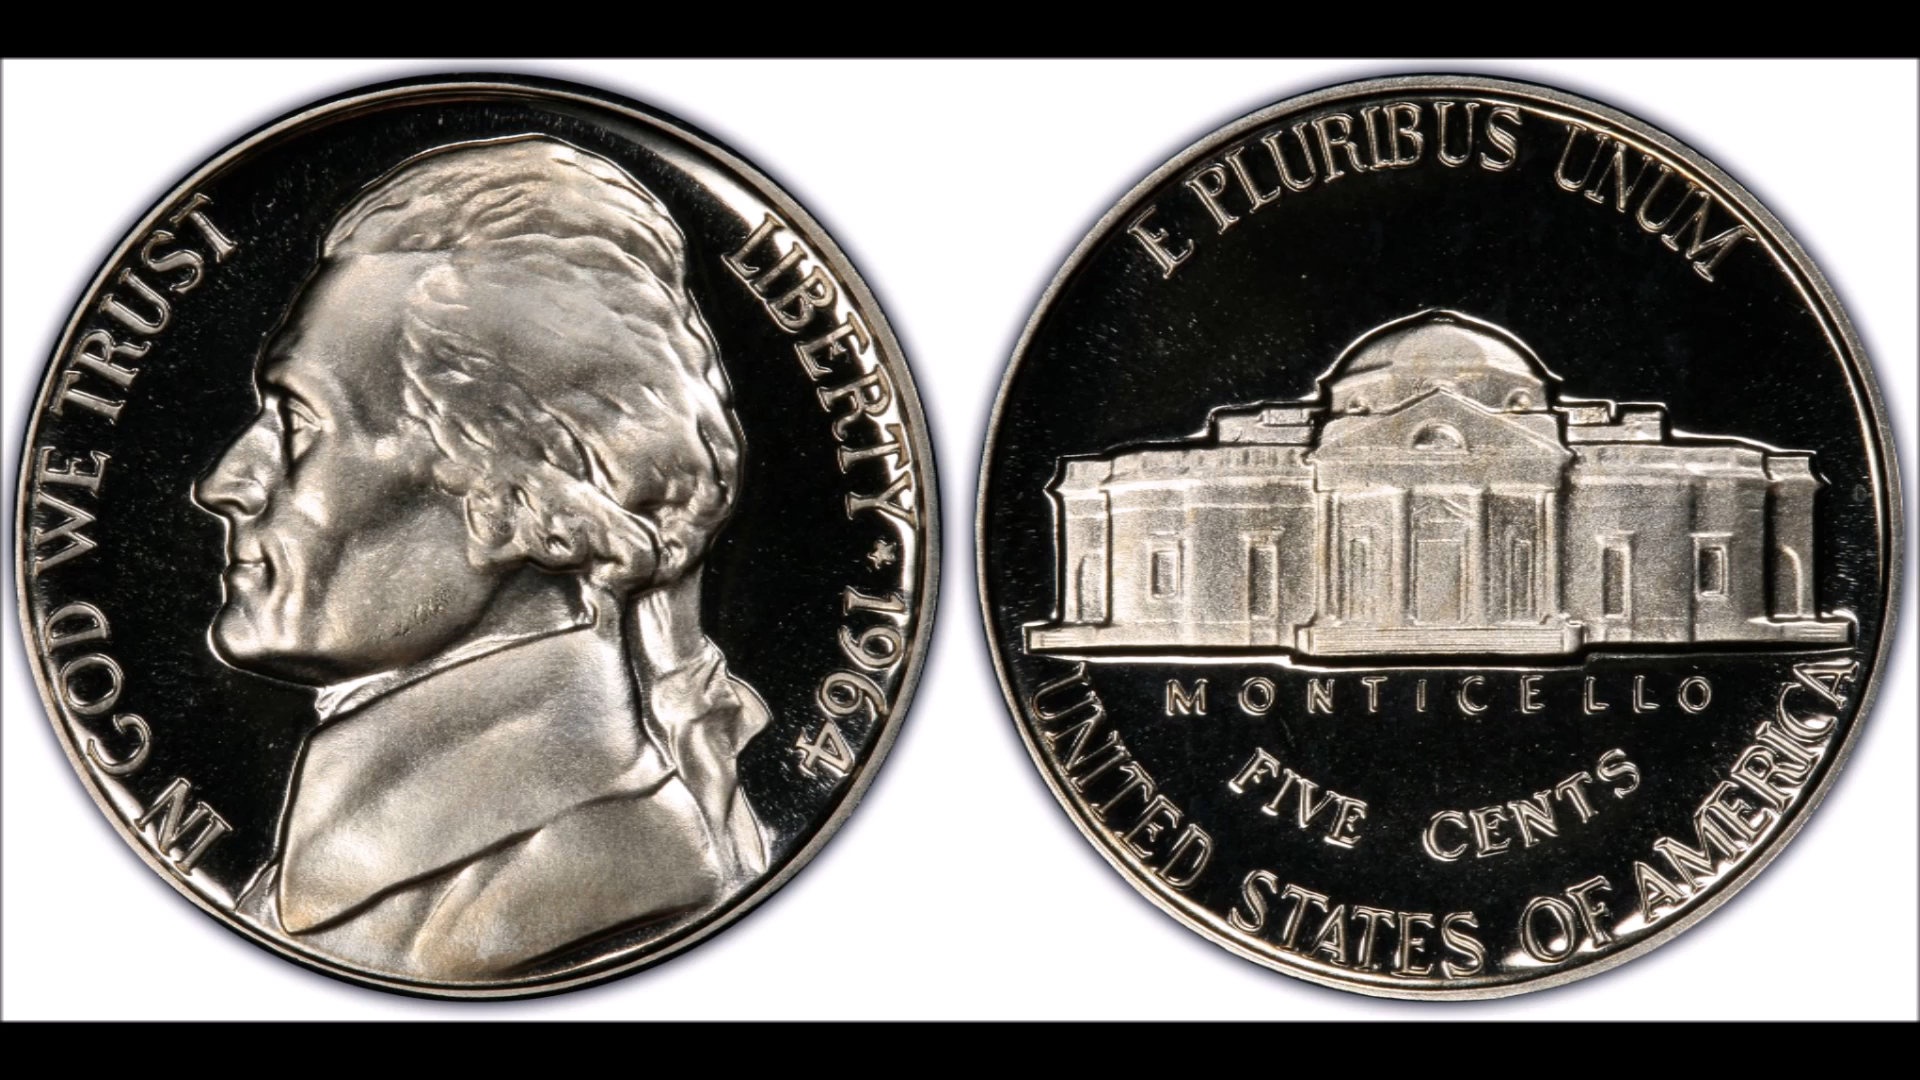 IN GOD WE TRUST
LIBERTY ★ 1964
E PLURIBUS UNUM
MONTICELLO
FIVE CENTS
UNITED STATES OF AMERICA